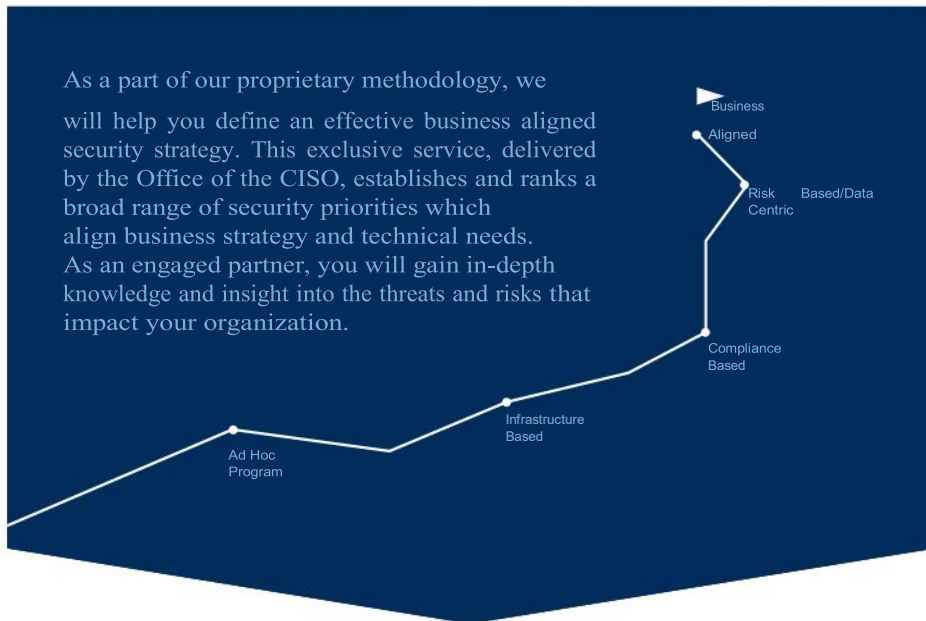 As a part of our proprietary methodology, we
will help you define an effective business aligned
security strategy. This exclusive service, delivered
by the Office of the CISO, establishes and ranks a
broad range of security priorities which
align business strategy and technical needs.
As an engaged partner, you will gain in-depth
knowledge and insight into the threats and risks that
impact your organization.
Business
Aligned
Risk Based/Data
Centric
Compliance
Based
Infrastructure
Based
Ad Hoc
Program